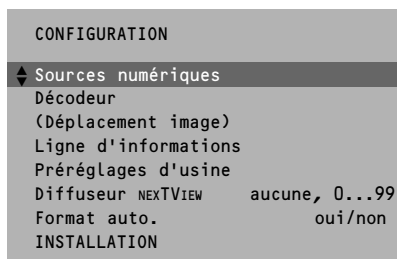 CONFIGURATION
Sources numériques
Décodeur
(Déplacement image)
Ligne d'informations
Préréglages d'usine
Diffuseur NEXTVIEW aucune, 0...99
Format auto. oui/non
INSTALLATION